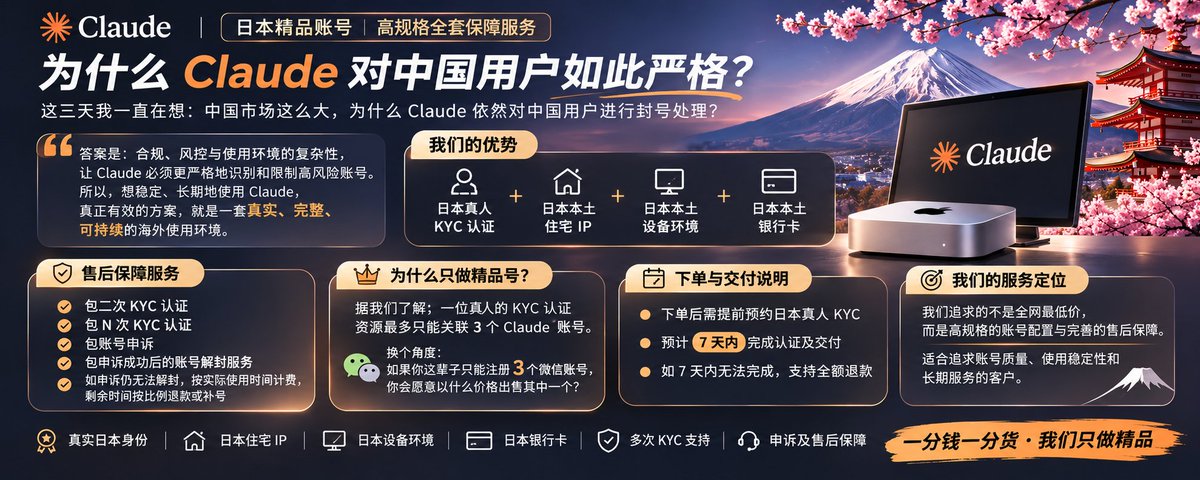 Claude
日本精品账号 | 高规格全套保障服务
为什么 Claude 对中国用户如此严格？
这三天我一直在想：中国市场这么大，为什么 Claude 依然对中国用户进行封号处理？
答案是：合规、风控与使用环境的复杂性，
让 Claude 必须更严格地识别和限制高风险账号。
所以，想稳定、长期地使用 Claude，
真正有效的方案，就是一套真实、完整、
可持续的海外使用环境。
我们的优势
日本真人
KYC 认证
+
日本本土
住宅 IP
+
日本本土
设备环境
+
日本本土
银行卡
Claude
售后保障服务
包二次 KYC 认证
包 N 次 KYC 认证
包账号申诉
包申诉成功后的账号解封服务
如申诉仍无法解封，按实际使用时间计费，
剩余时间按比例退款或补号
为什么只做精品号？
据我们了解；一位真人的 KYC 认证
资源最多只能关联 3 个 Claude 账号。
换个角度：
如果你这辈子只能注册 3 个微信账号，
你会愿意以什么价格出售其中一个？
下单与交付说明
下单后需提前预约日本真人 KYC
预计 7 天内 完成认证及交付
如 7 天内无法完成，支持全额退款
我们的服务定位
我们追求的不是全网最低价，
而是高规格的账号配置与完善的售后保障。
适合追求账号质量、使用稳定性和
长期服务的客户。
真实日本身份
日本住宅 IP
日本设备环境
日本银行卡
多次 KYC 支持
申诉及售后保障
一分钱一分货 · 我们只做精品